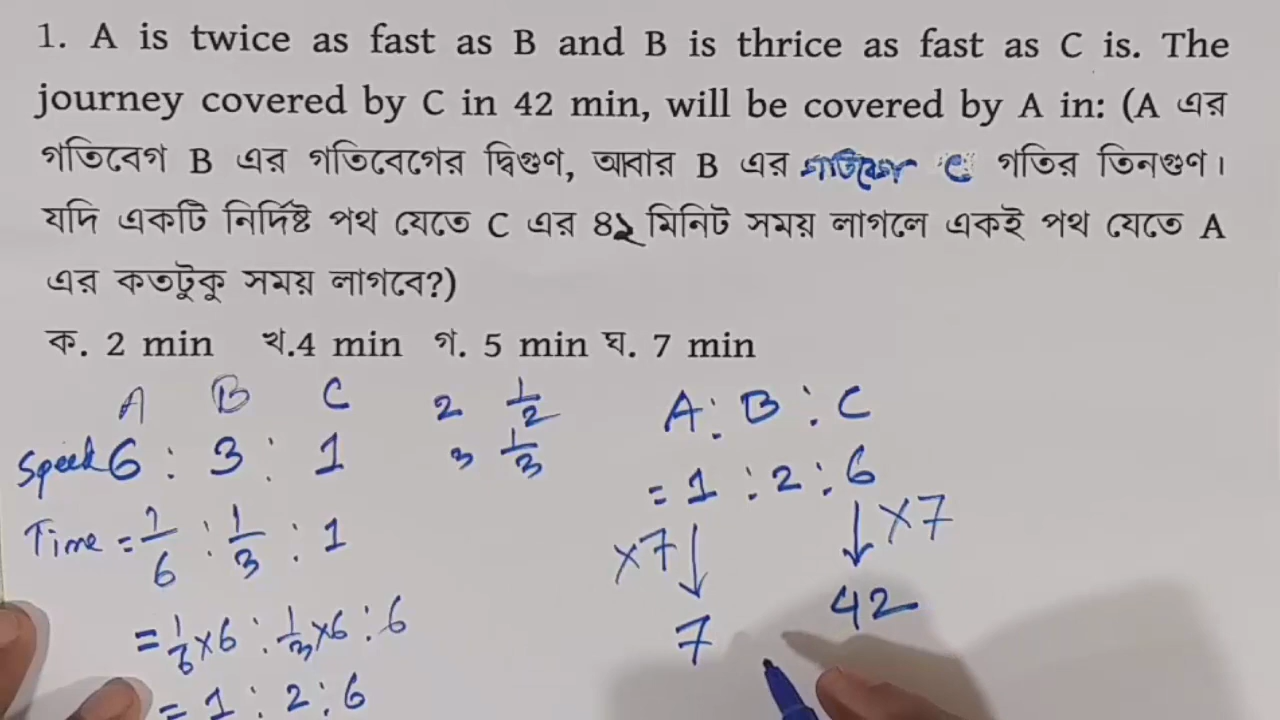 1. A is twice as fast as B and B is thrice as fast as C is. The
journey covered by C in 42 min, will be covered by A in: (A এর
গতিবেগ B এর গতিবেগের দ্বিগুণ, আবার B এর গতিবেগ C গতির তিনগুণ।
যদি একটি নির্দিষ্ট পথ যেতে C এর ৪২ মিনিট সময় লাগলে একই পথ যেতে A
এর কতটুকু সময় লাগবে?)
ক. 2 min খ.4 min গ. 5 min ঘ. 7 min
A B C
Speed 6 : 3 : 1
Time = 1/6 : 1/3 : 1
= 1/6 × 6 : 1/3 × 6 : 6
= 1 : 2 : 6
2 1/2
3 1/3
A : B : C
= 1 : 2 : 6
×7 ↓ ↓ ×7
7 42